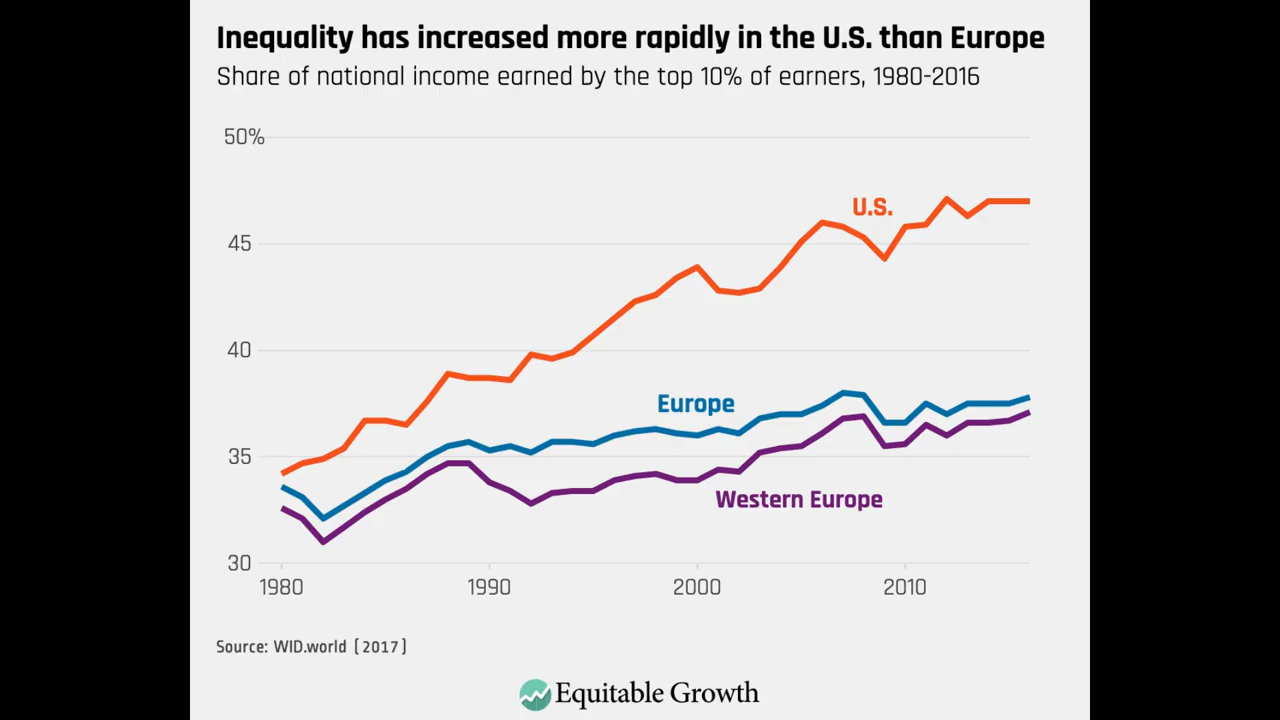 Inequality has increased more rapidly in the U.S. than Europe
Share of national income earned by the top 10% of earners, 1980-2016
50%
U.S.
45
40
Europe
35
Western Europe
30
1980 1990 2000 2010
Source: WID.world (2017)
Equitable Growth